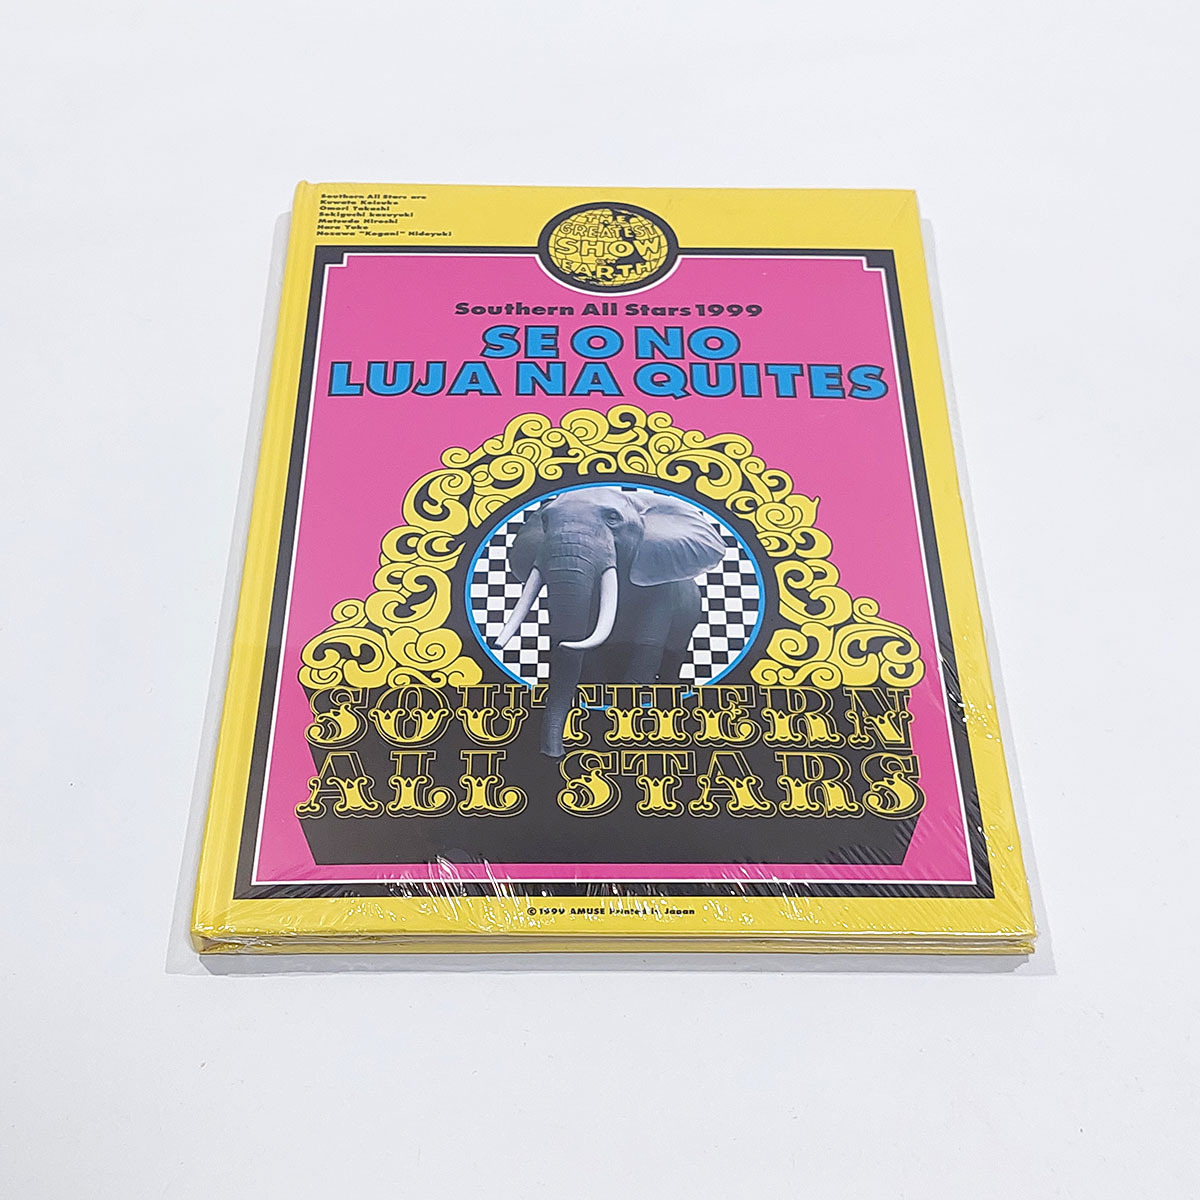 Southern All Stars are
Kuwata Keisuke
Omori Takashi
Sekiguchi kazuyuki
Matsuda Hiroshi
Hara Yuko
Nozawa "Kegani" Hideyuki
THE
GREATEST
SHOW
ON
EARTH
Southern All Stars 1999
SE O NO
LUJA NA QUITES
SOUTHERN
ALL STARS
© 1999 AMUSE Printed in Japan